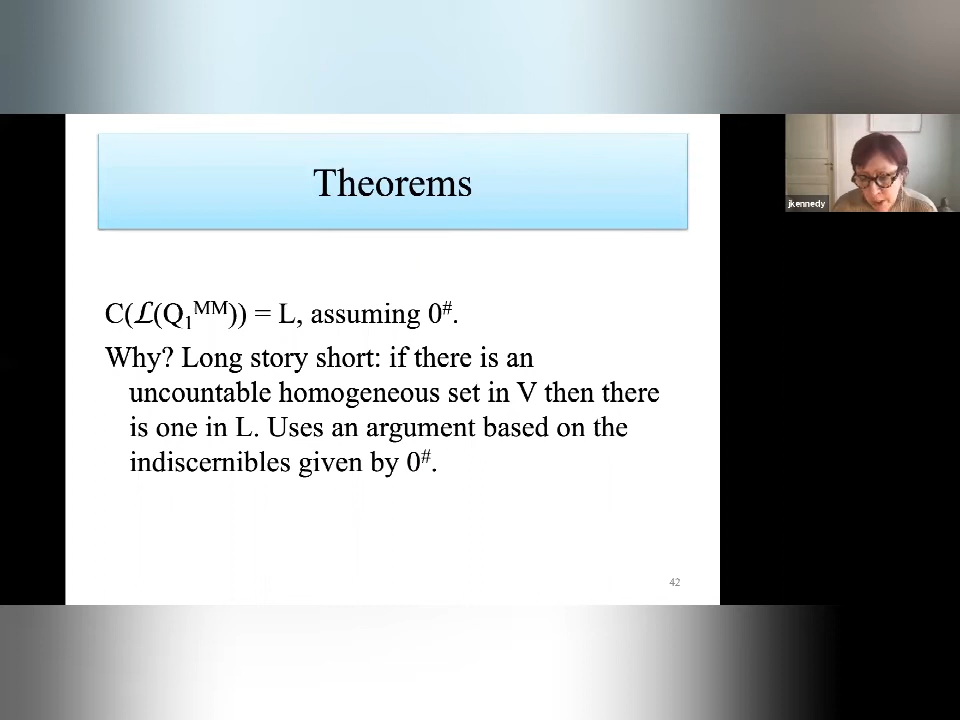 Theorems
jkennedy
C(ℒ(Q₁ᴹᴹ)) = L, assuming 0^#.
Why? Long story short: if there is an
uncountable homogeneous set in V then there
is one in L. Uses an argument based on the
indiscernibles given by 0^#.
42